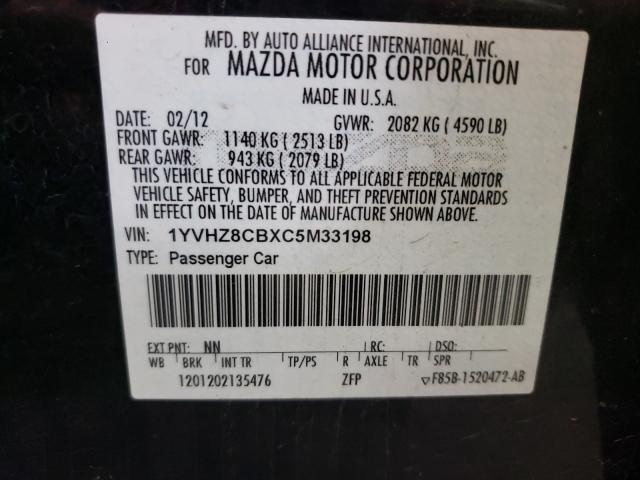 MFD. BY AUTO ALLIANCE INTERNATIONAL, INC.
FOR MAZDA MOTOR CORPORATION
MADE IN U.S.A.
DATE: 02/12 GVWR: 2082 KG ( 4590 LB)
FRONT GAWR: 1140 KG ( 2513 LB)
REAR GAWR: 943 KG ( 2079 LB)
THIS VEHICLE CONFORMS TO ALL APPLICABLE FEDERAL MOTOR
VEHICLE SAFETY, BUMPER, AND THEFT PREVENTION STANDARDS
IN EFFECT ON THE DATE OF MANUFACTURE SHOWN ABOVE.
VIN: 1YVHZ8CBXC5M33198
TYPE: Passenger Car
EXT PNT: NN RC: DSO:
WB BRK INT TR TP/PS R AXLE TR SPR
1201202135476 ZFP ▽F85B-1520472-AB